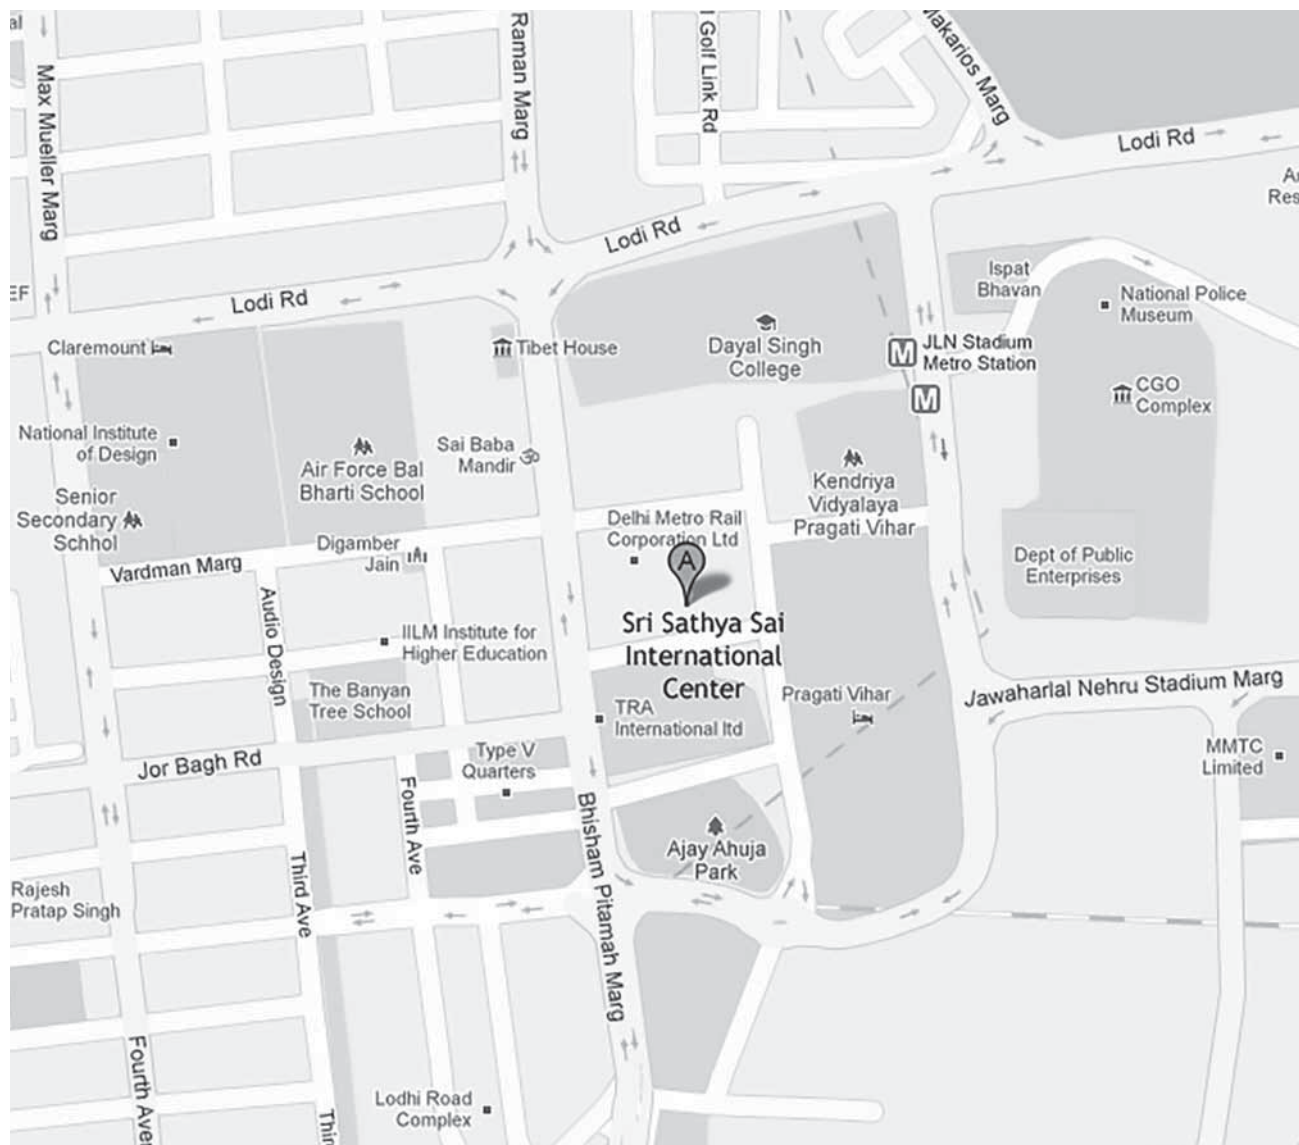 al
Max Mueller Marg
Raman Marg
Golf Link Rd
Makarios Marg
Lodi Rd
Lodi Rd
Lodi Rd
EF
Claremount
Tibet House
Dayal Singh
College
M
JLN Stadium
Metro Station
M
Ispat
Bhavan
National Police
Museum
CGO
Complex
Res
National Institute
of Design
Sai Baba
Mandir
Air Force Bal
Bharti School
Senior
Secondary
Schhol
Kendriya
Vidyalaya
Pragati Vihar
Delhi Metro Rail
Corporation Ltd
A
Digamber
Jain
Vardman Marg
Audio Design
Dept of Public
Enterprises
Sri Sathya Sai
International
Center
IILM Institute for
Higher Education
The Banyan
Tree School
TRA
International ltd
Pragati Vihar
Jawaharlal Nehru Stadium Marg
Type V
Quarters
Jor Bagh Rd
MMTC
Limited
Fourth Ave
Bhisham Pitamah Marg
Ajay Ahuja
Park
Third Ave
Rajesh
Pratap Singh
Fourth Aven
Lodhi Road
Complex
Thir